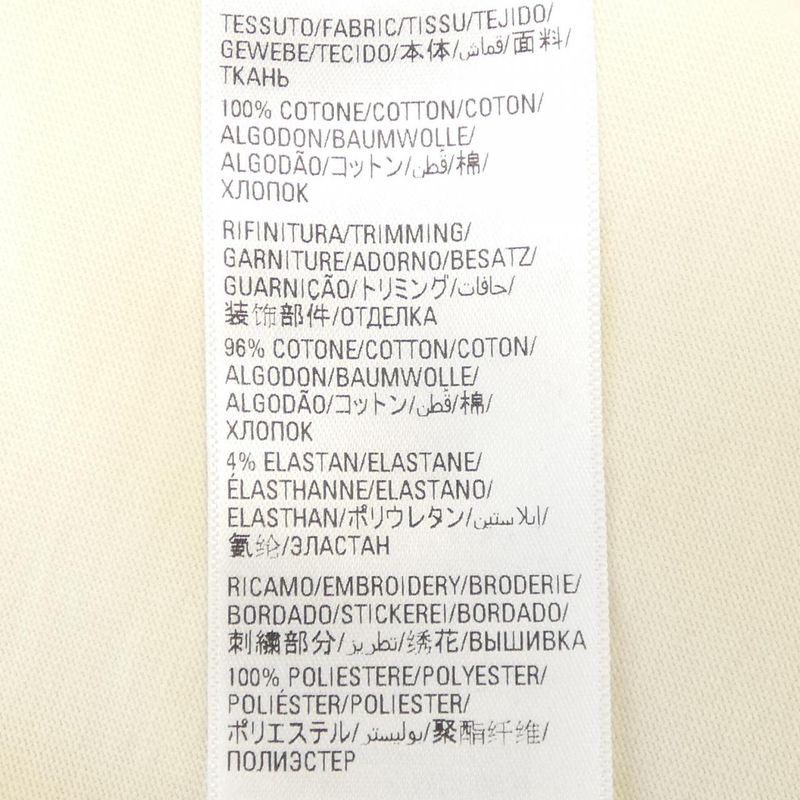 TESSUTO/FABRIC/TISSU/TEJIDO/
GEWEBE/TECIDO/本体/قماش/面料/
ТКАНЬ
100% COTONE/COTTON/COTON/
ALGODON/BAUMWOLLE/
ALGODÃO/コットン/قطن/棉/
ХЛОПОК
RIFINITURA/TRIMMING/
GARNITURE/ADORNO/BESATZ/
GUARNIÇÃO/トリミング/حافات/
装饰部件/ОТДЕЛКА
96% COTONE/COTTON/COTON/
ALGODON/BAUMWOLLE/
ALGODÃO/コットン/قطن/棉/
ХЛОПОК
4% ELASTAN/ELASTANE/
ÉLASTHANNE/ELASTANO/
ELASTHAN/ポリウレタン/ايلاستين/
氨纶/ЭЛАСТАН
RICAMO/EMBROIDERY/BRODERIE/
BORDADO/STICKEREI/BORDADO/
刺繍部分/تطريز/绣花/ВЫШИВКА
100% POLIESTERE/POLYESTER/
POLIÉSTER/POLIESTER/
ポリエステル/بوليستر/聚酯纤维/
ПОЛИЭСТЕР